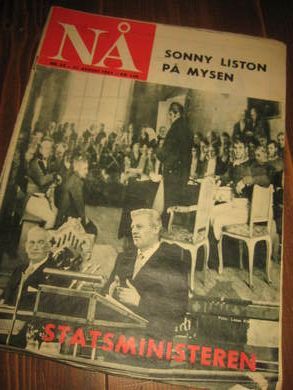 NÅ
SONNY LISTON
PÅ MYSEN
STATSMINISTEREN